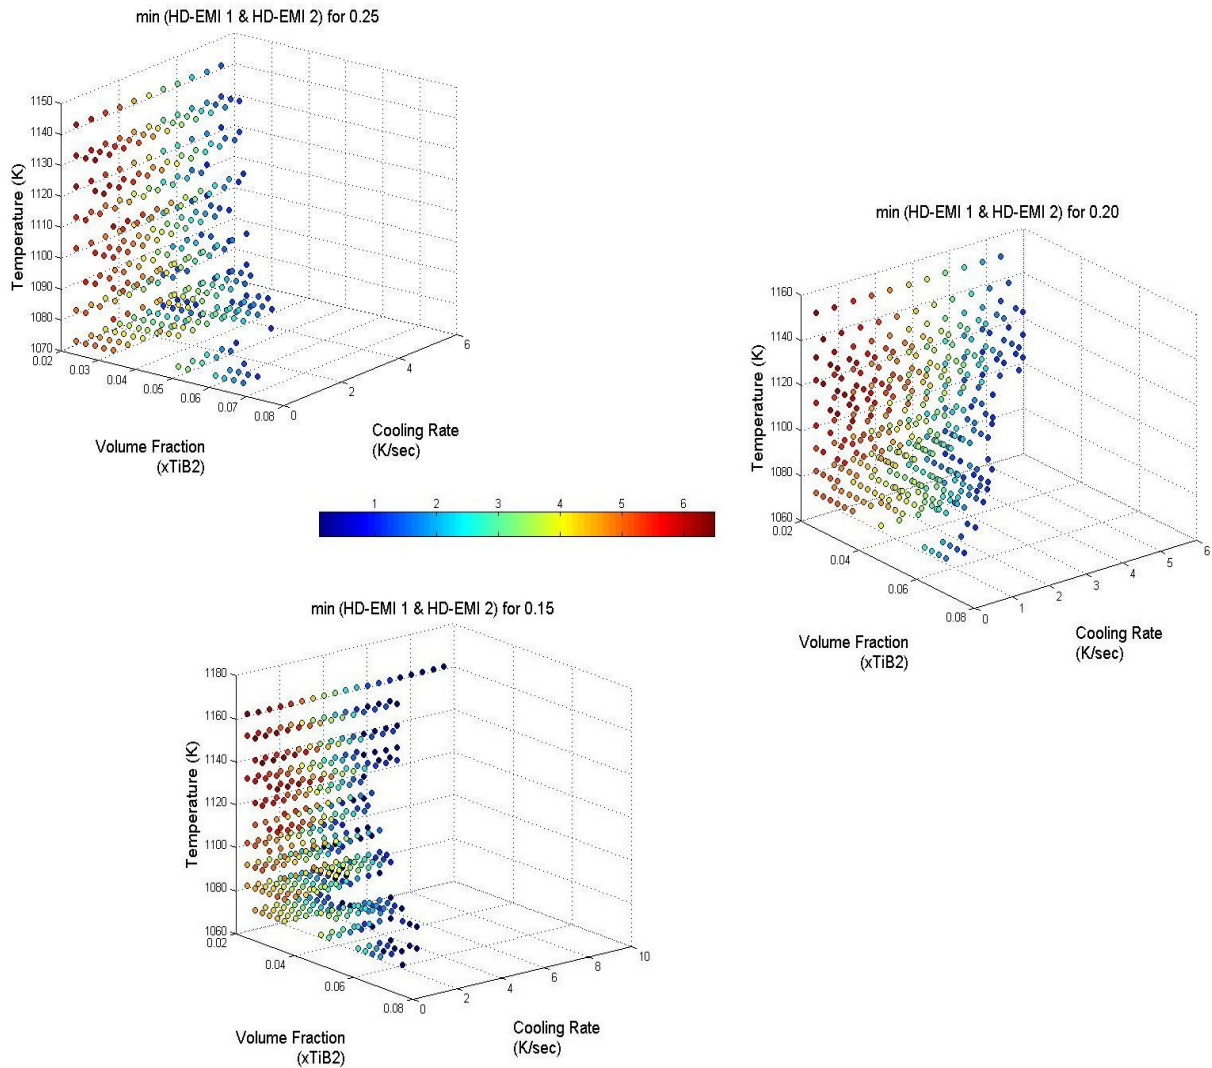 min (HD-EMI 1 & HD-EMI 2) for 0.25
1150
1140
1130
1120
1110
1100
1090
1080
1070
Temperature (K)
0.02
0.03
0.04
0.05
0.06
0.07
0.08
Volume Fraction
(xTiB2)
0
2
4
6
Cooling Rate
(K/sec)
min (HD-EMI 1 & HD-EMI 2) for 0.20
1160
1140
1120
1100
1080
1060
Temperature (K)
0.02
0.04
0.06
0.08
Volume Fraction
(xTiB2)
0
1
2
3
4
5
6
Cooling Rate
(K/sec)
1 2 3 4 5 6
min (HD-EMI 1 & HD-EMI 2) for 0.15
1180
1160
1140
1120
1100
1080
1060
Temperature (K)
0.02
0.04
0.06
0.08
Volume Fraction
(xTiB2)
0
2
4
6
8
10
Cooling Rate
(K/sec)